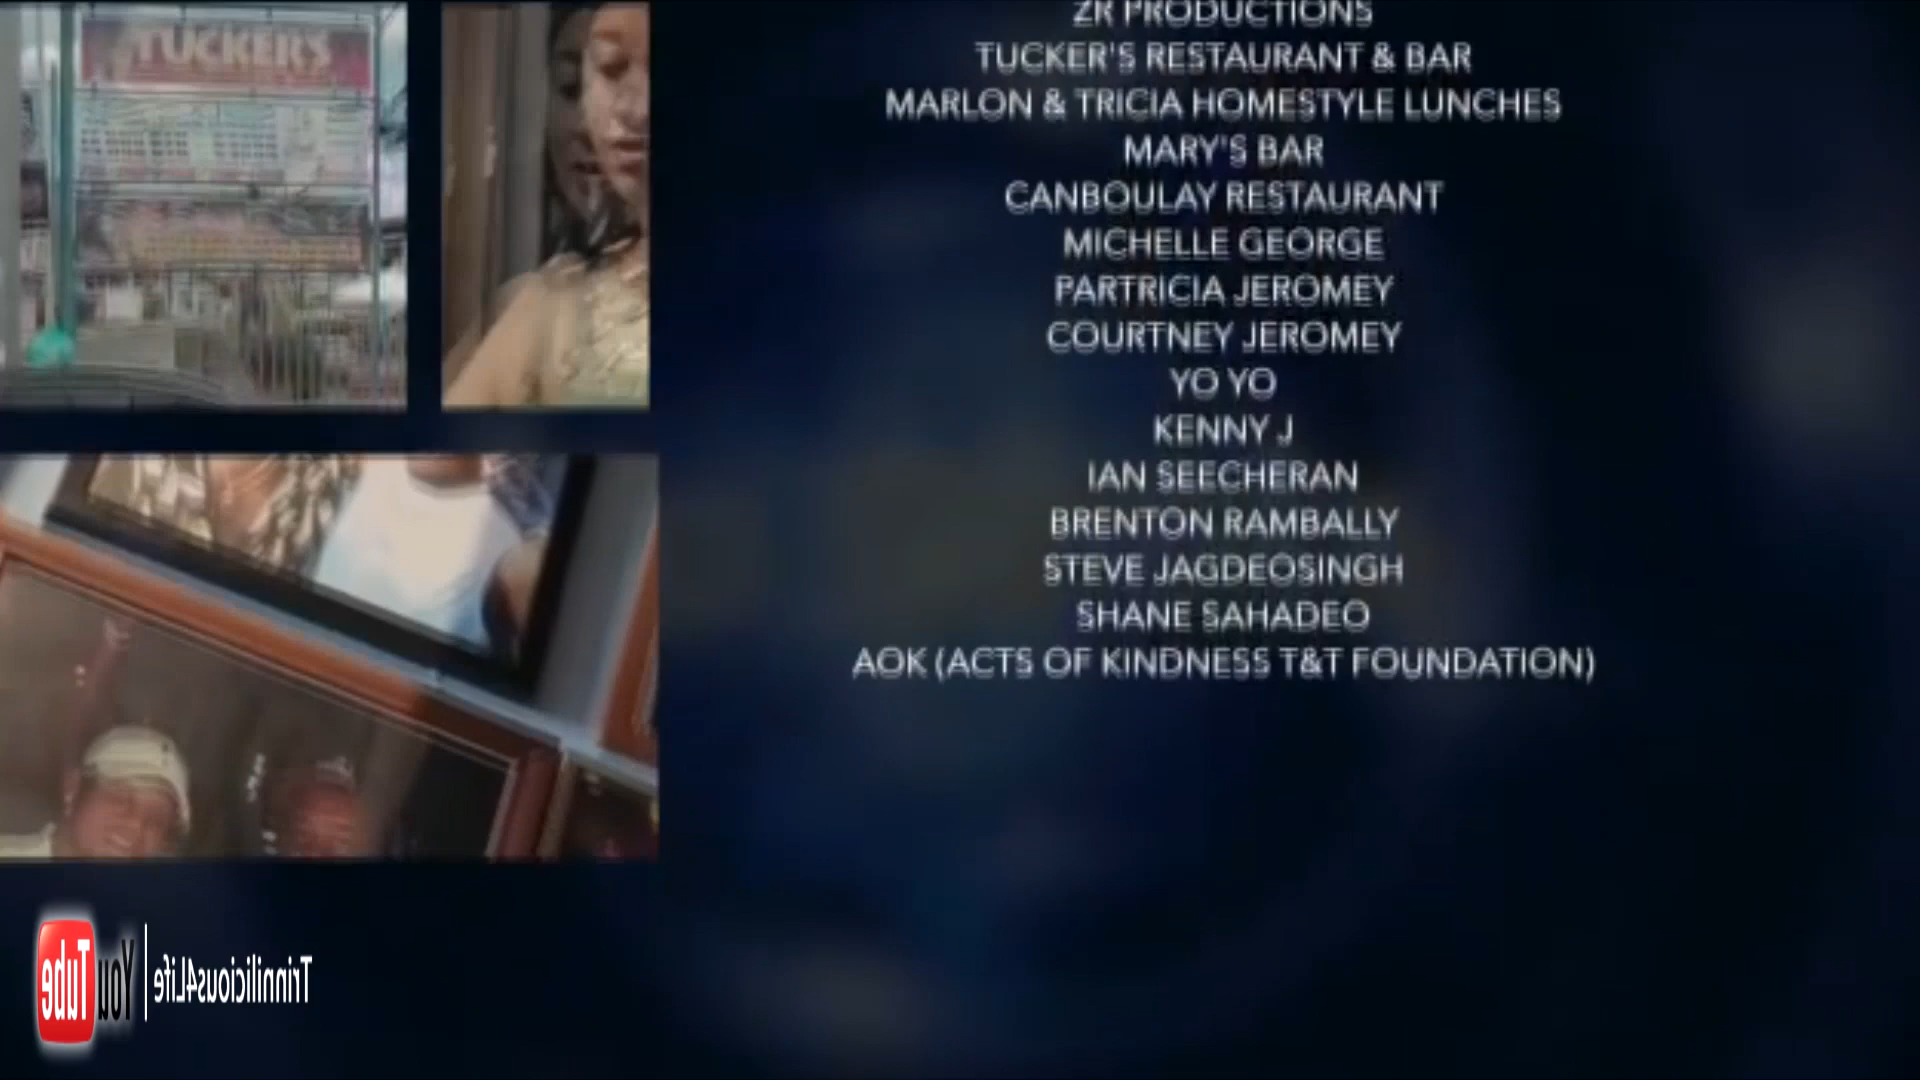 TUCKER'S
ZR PRODUCTIONS
TUCKER'S RESTAURANT & BAR
MARLON & TRICIA HOMESTYLE LUNCHES
MARY'S BAR
CANBOULAY RESTAURANT
MICHELLE GEORGE
PARTRICIA JEROMEY
COURTNEY JEROMEY
YO YO
KENNY J
IAN SEECHERAN
BRENTON RAMBALLY
STEVE JAGDEOSINGH
SHANE SAHADEO
AOK (ACTS OF KINDNESS T&T FOUNDATION)
YouTube | Trinnilicious4Life